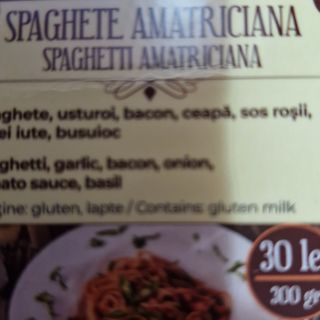 SPAGHETE AMATRICIANA
SPAGHETTI AMATRICIANA
ghete, usturoi, bacon, ceapă, sos roșii,
ei iute, busuioc
ghetti, garlic, bacon, onion,
ato sauce, basil
ține: gluten, lapte / Contains: gluten milk
30 le
300 gr